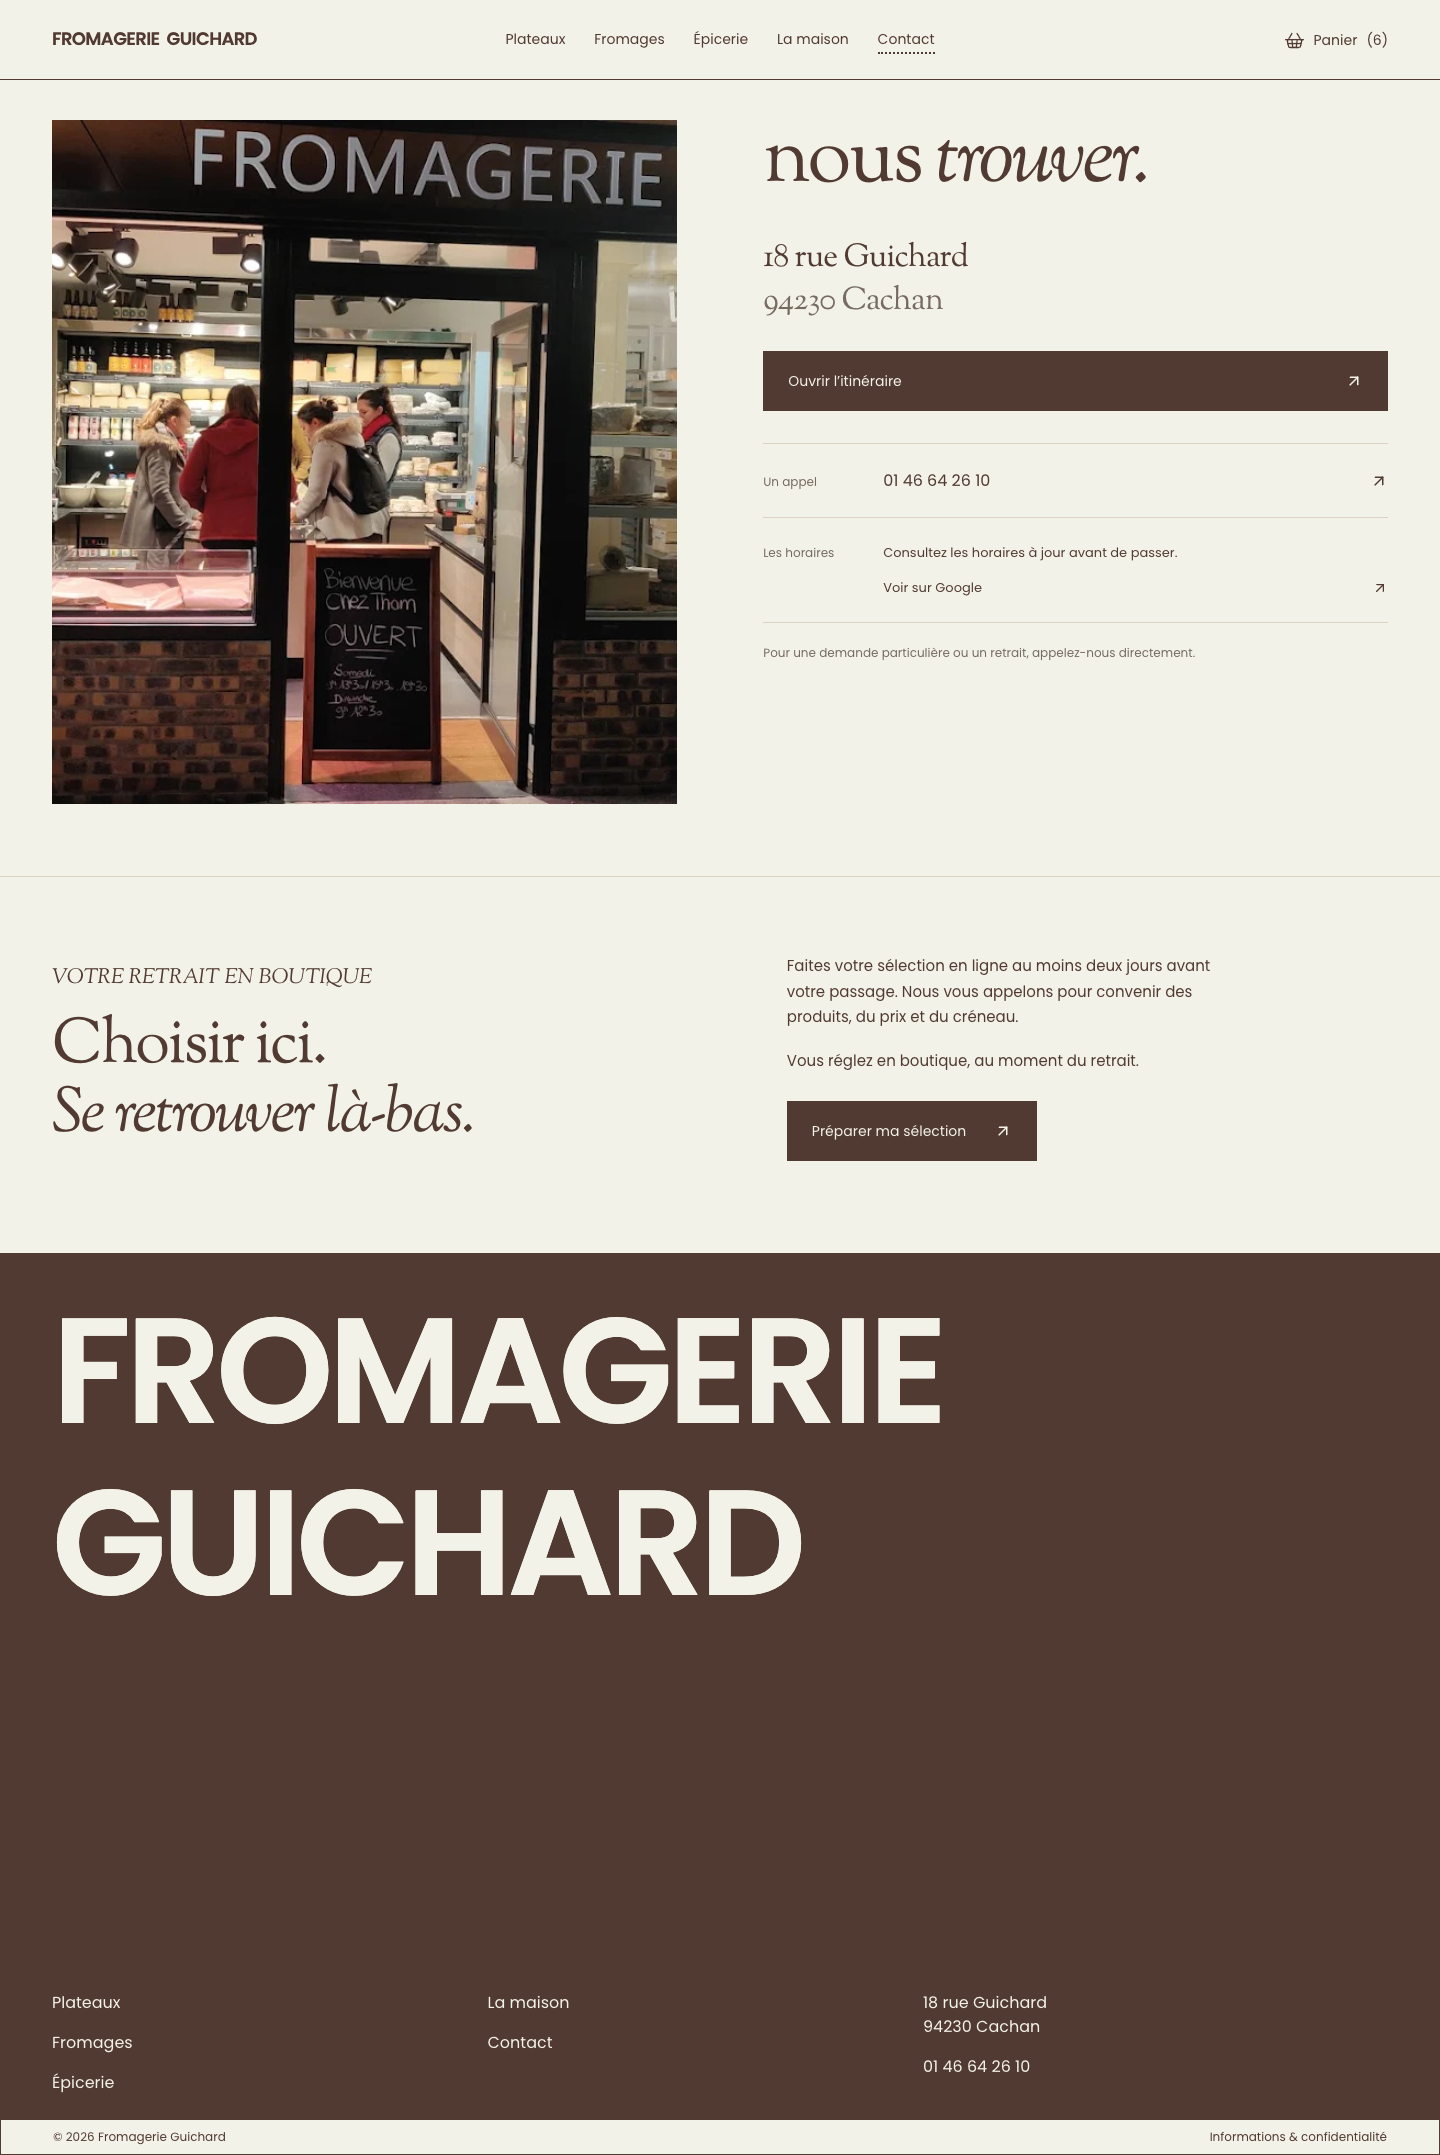 FROMAGERIE GUICHARD
Plateaux Fromages Épicerie La maison Contact
Panier (6)
FROMAGERIE
Bienvenue
Chez Thom
OUVERT
Samedi
Dimanche
nous trouver.
18 rue Guichard
94230 Cachan
Ouvrir l’itinéraire
Un appel 01 46 64 26 10
Les horaires Consultez les horaires à jour avant de passer.
Voir sur Google
Pour une demande particulière ou un retrait, appelez-nous directement.
VOTRE RETRAIT EN BOUTIQUE
Choisir ici.
Se retrouver là-bas.
Faites votre sélection en ligne au moins deux jours avant
votre passage. Nous vous appelons pour convenir des
produits, du prix et du créneau.
Vous réglez en boutique, au moment du retrait.
Préparer ma sélection
FROMAGERIE
GUICHARD
Plateaux
Fromages
Épicerie
La maison
Contact
18 rue Guichard
94230 Cachan
01 46 64 26 10
© 2026 Fromagerie Guichard
Informations & confidentialité